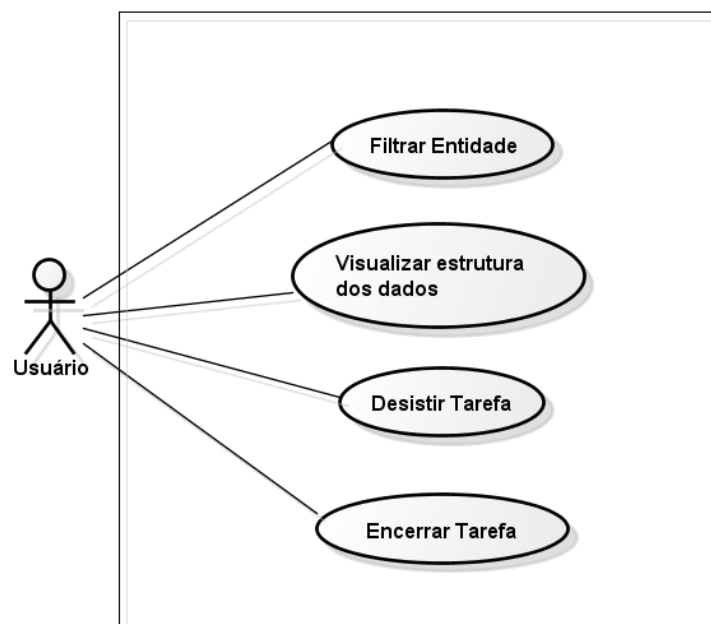 Filtrar Entidade
Visualizar estrutura
dos dados
Usuário
Desistir Tarefa
Encerrar Tarefa